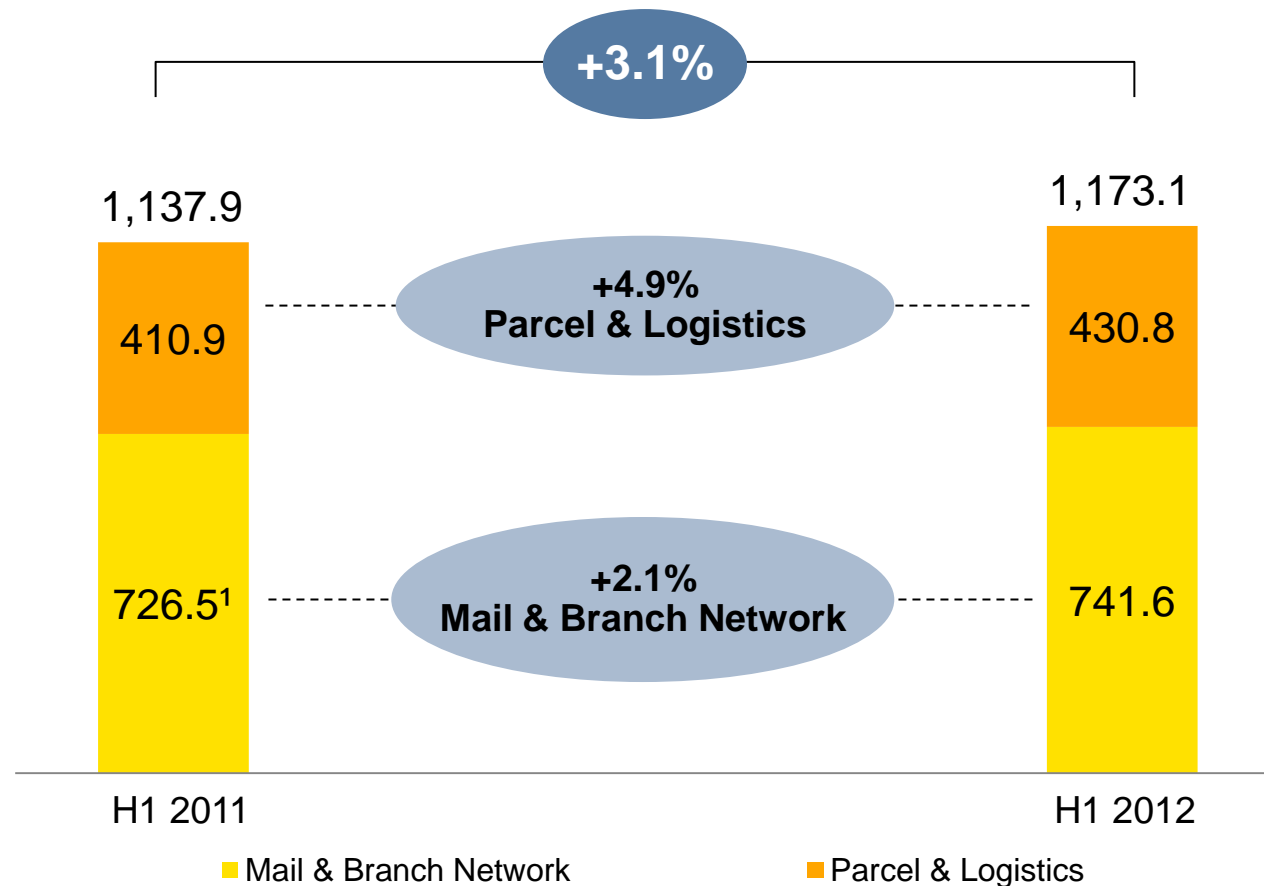 +3.1%
1,137.9
1,173.1
+4.9%
Parcel & Logistics
410.9
430.8
+2.1%
Mail & Branch Network
726.5¹
741.6
H1 2011
H1 2012
Mail & Branch Network
Parcel & Logistics